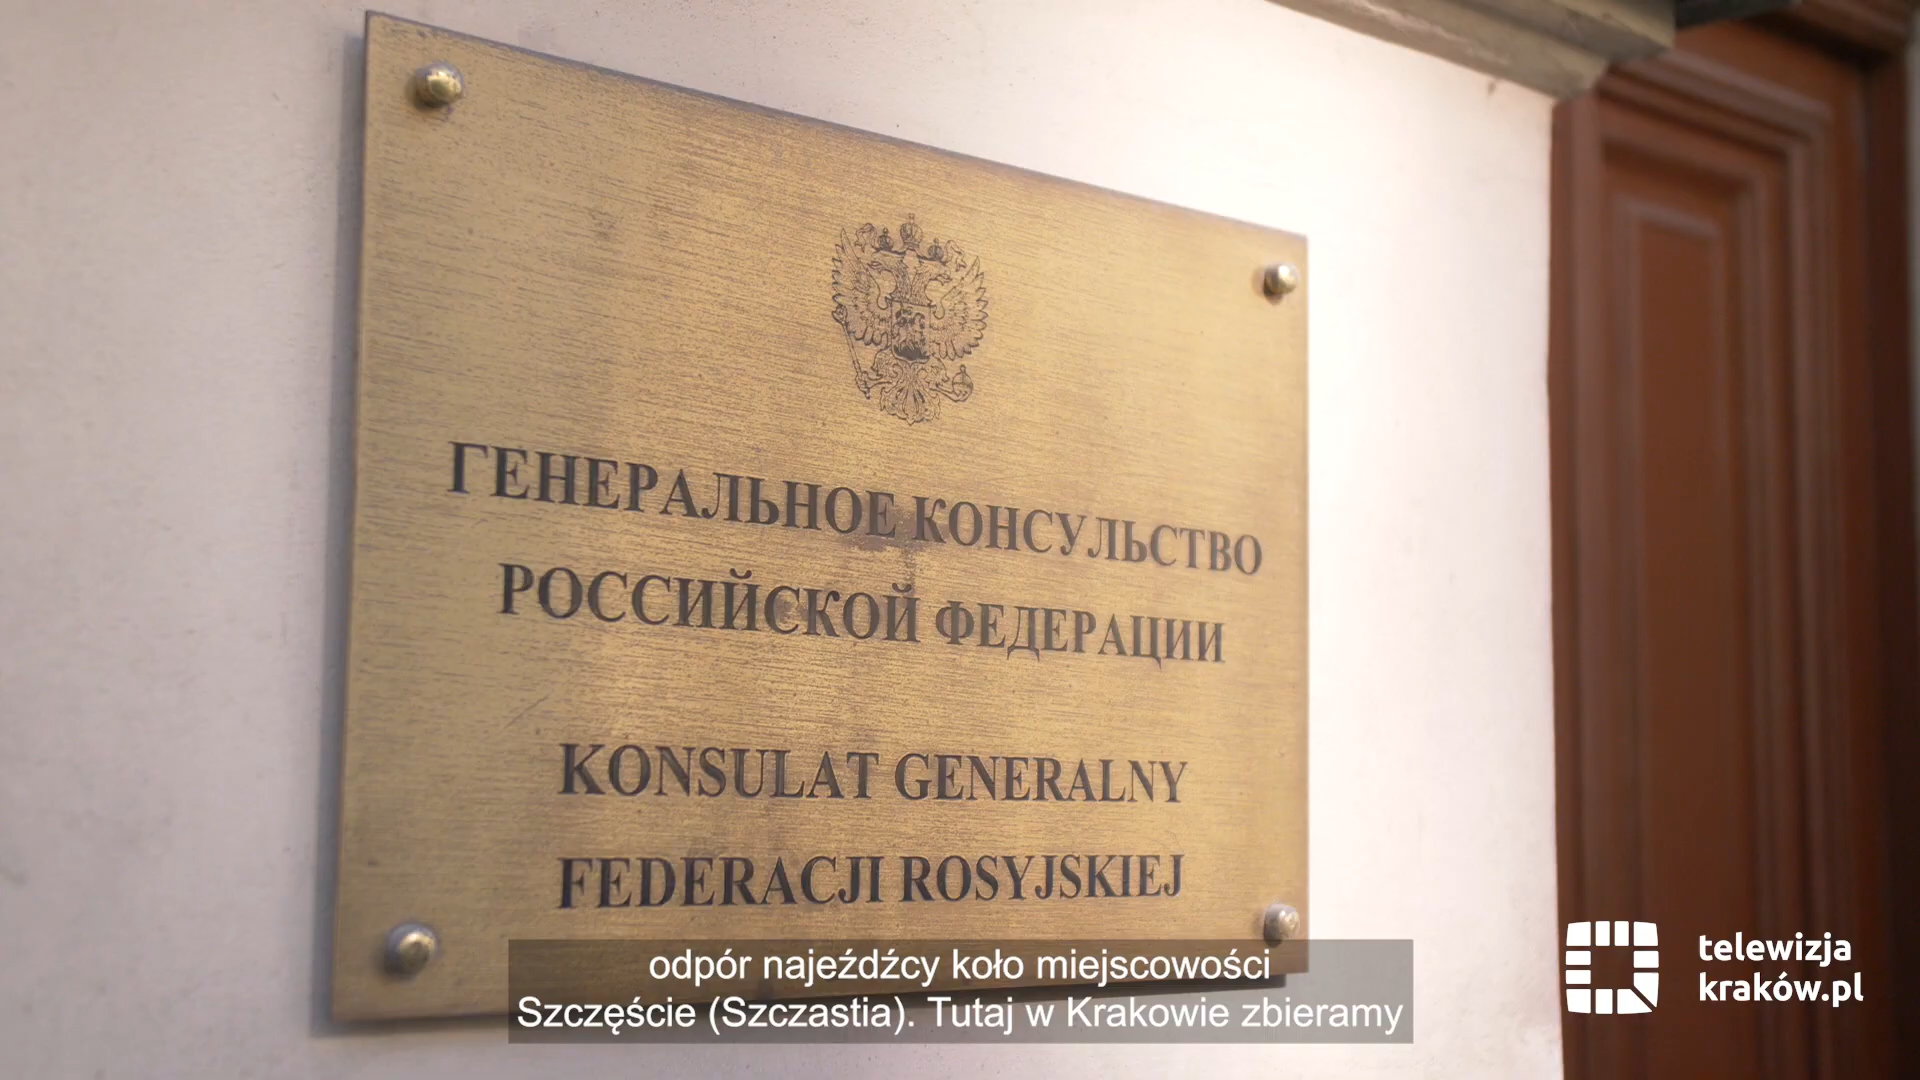 ГЕНЕРАЛЬНОЕ КОНСУЛЬСТВО
РОССИЙСКОЙ ФЕДЕРАЦИИ
KONSULAT GENERALNY
FEDERACJI ROSYJSKIEJ
odpór najeźdźcy koło miejscowości
Szczęście (Szczastia). Tutaj w Krakowie zbieramy
telewizja
kraków.pl